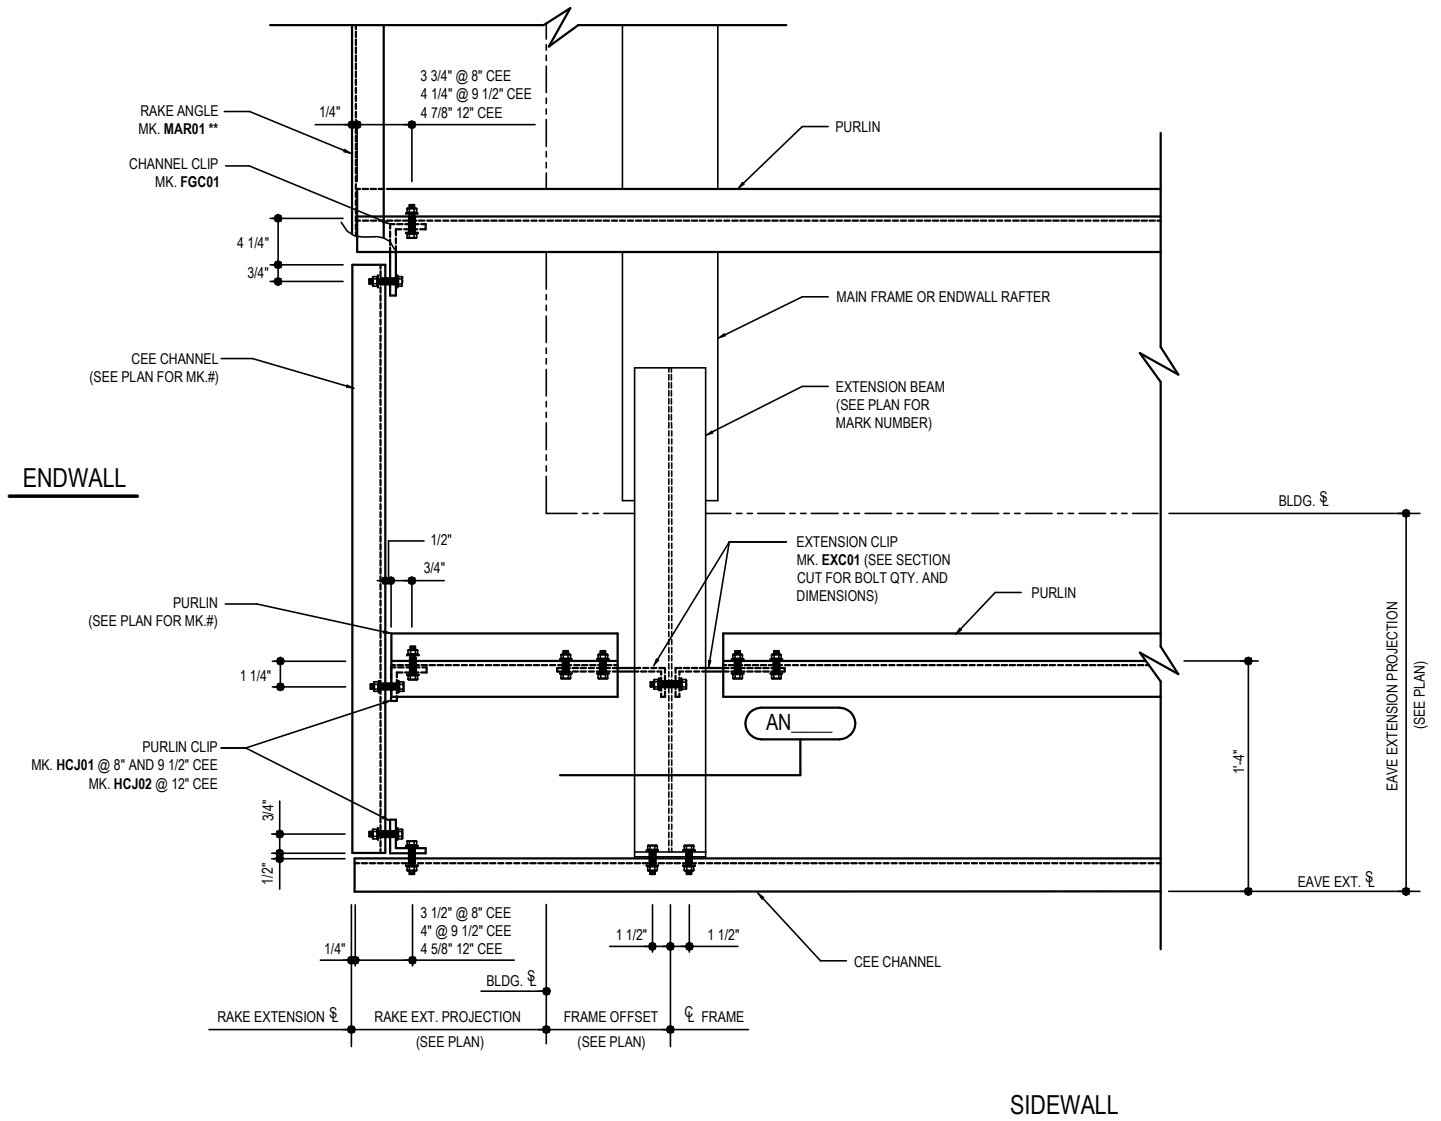 3 3/4" @ 8" CEE
4 1/4" @ 9 1/2" CEE
4 7/8" 12" CEE
1/4"
RAKE ANGLE
MK. MAR01 **
PURLIN
CHANNEL CLIP
MK. FGC01
4 1/4"
3/4"
MAIN FRAME OR ENDWALL RAFTER
CEE CHANNEL
(SEE PLAN FOR MK.#)
EXTENSION BEAM
(SEE PLAN FOR
MARK NUMBER)
ENDWALL
BLDG. SL
1/2"
3/4"
EXTENSION CLIP
MK. EXC01 (SEE SECTION
CUT FOR BOLT QTY. AND
DIMENSIONS)
PURLIN
(SEE PLAN FOR MK.#)
PURLIN
EAVE EXTENSION PROJECTION
(SEE PLAN)
1 1/4"
AN____
1'-4"
PURLIN CLIP
MK. HCJ01 @ 8" AND 9 1/2" CEE
MK. HCJ02 @ 12" CEE
3/4"
1/2"
EAVE EXT. SL
3 1/2" @ 8" CEE
4" @ 9 1/2" CEE
4 5/8" 12" CEE
1/4"
1 1/2"
1 1/2"
CEE CHANNEL
BLDG. SL
RAKE EXTENSION SL
RAKE EXT. PROJECTION
(SEE PLAN)
FRAME OFFSET
(SEE PLAN)
CL FRAME
SIDEWALL